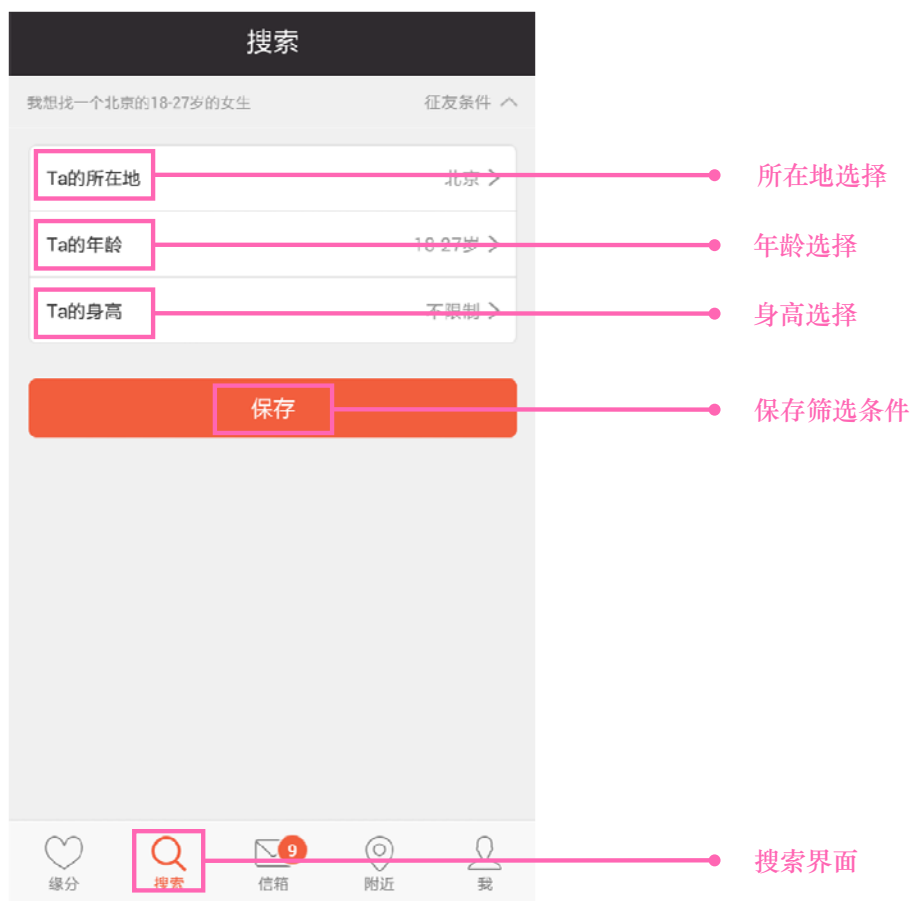 搜索
我想找一个北京的18-27岁的女生 征友条件
Ta的所在地 北京 所在地选择
Ta的年龄 18-27岁 年龄选择
Ta的身高 不限制 身高选择
保存 保存筛选条件
9
搜索界面
缘分 搜索 信箱 附近 我